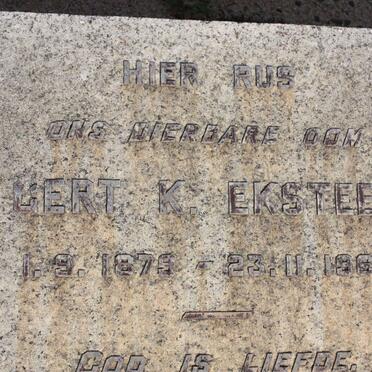 HIER RUS
ONS DIERBARE OOM
GERT K. EKSTEE
1.9.1879 - 23.11.196
GOD IS LIEFDE.